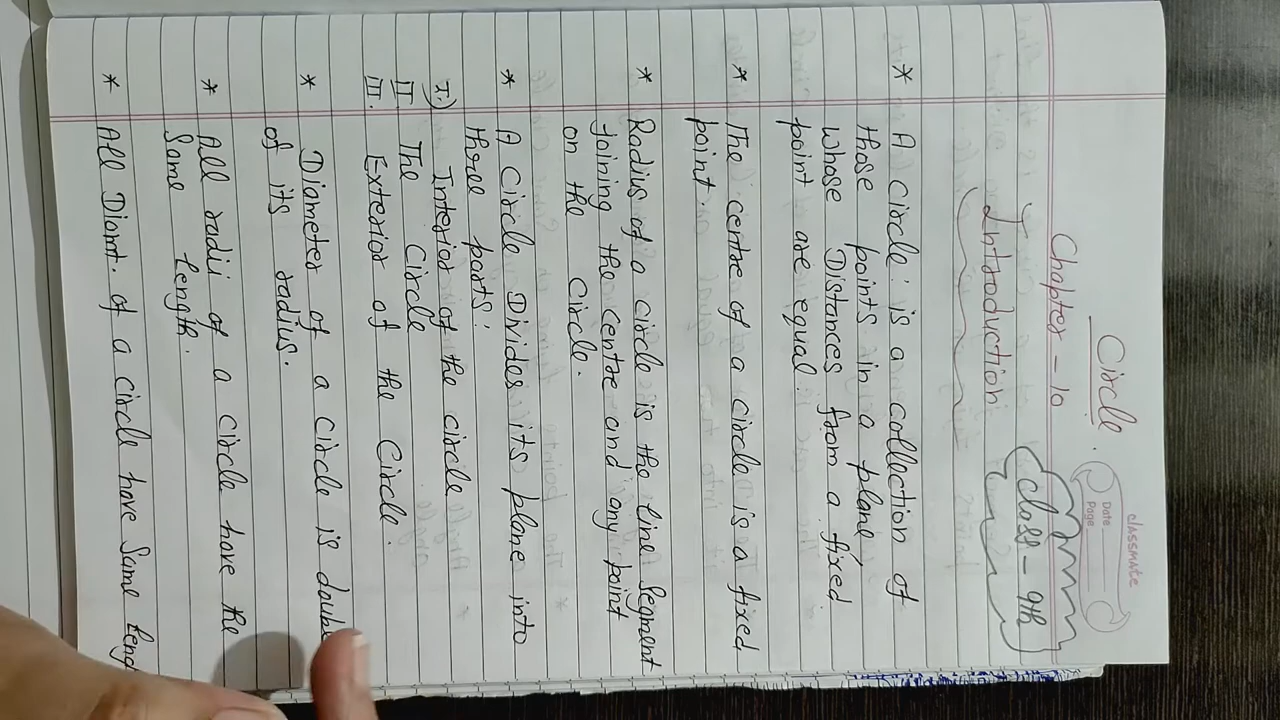 classmate
Date
Page
Circle.
Chapter - 10
class - 9th
Introduction
* A circle: is a collection of
those points in a plane,
whose Distances from a fixed
point are equal.
* The centre of a circle is a fixed
point.
* Radius of a circle is the line segment
joining the centre and any point
on the circle.
* A circle Divides its plane into
three parts:
I.) Interior of the circle
II The circle
III. Exterior of the circle.
* Diameter of a circle is double
of its radius.
* All radii of a circle have the
same length.
* All Diamt. of a circle have same